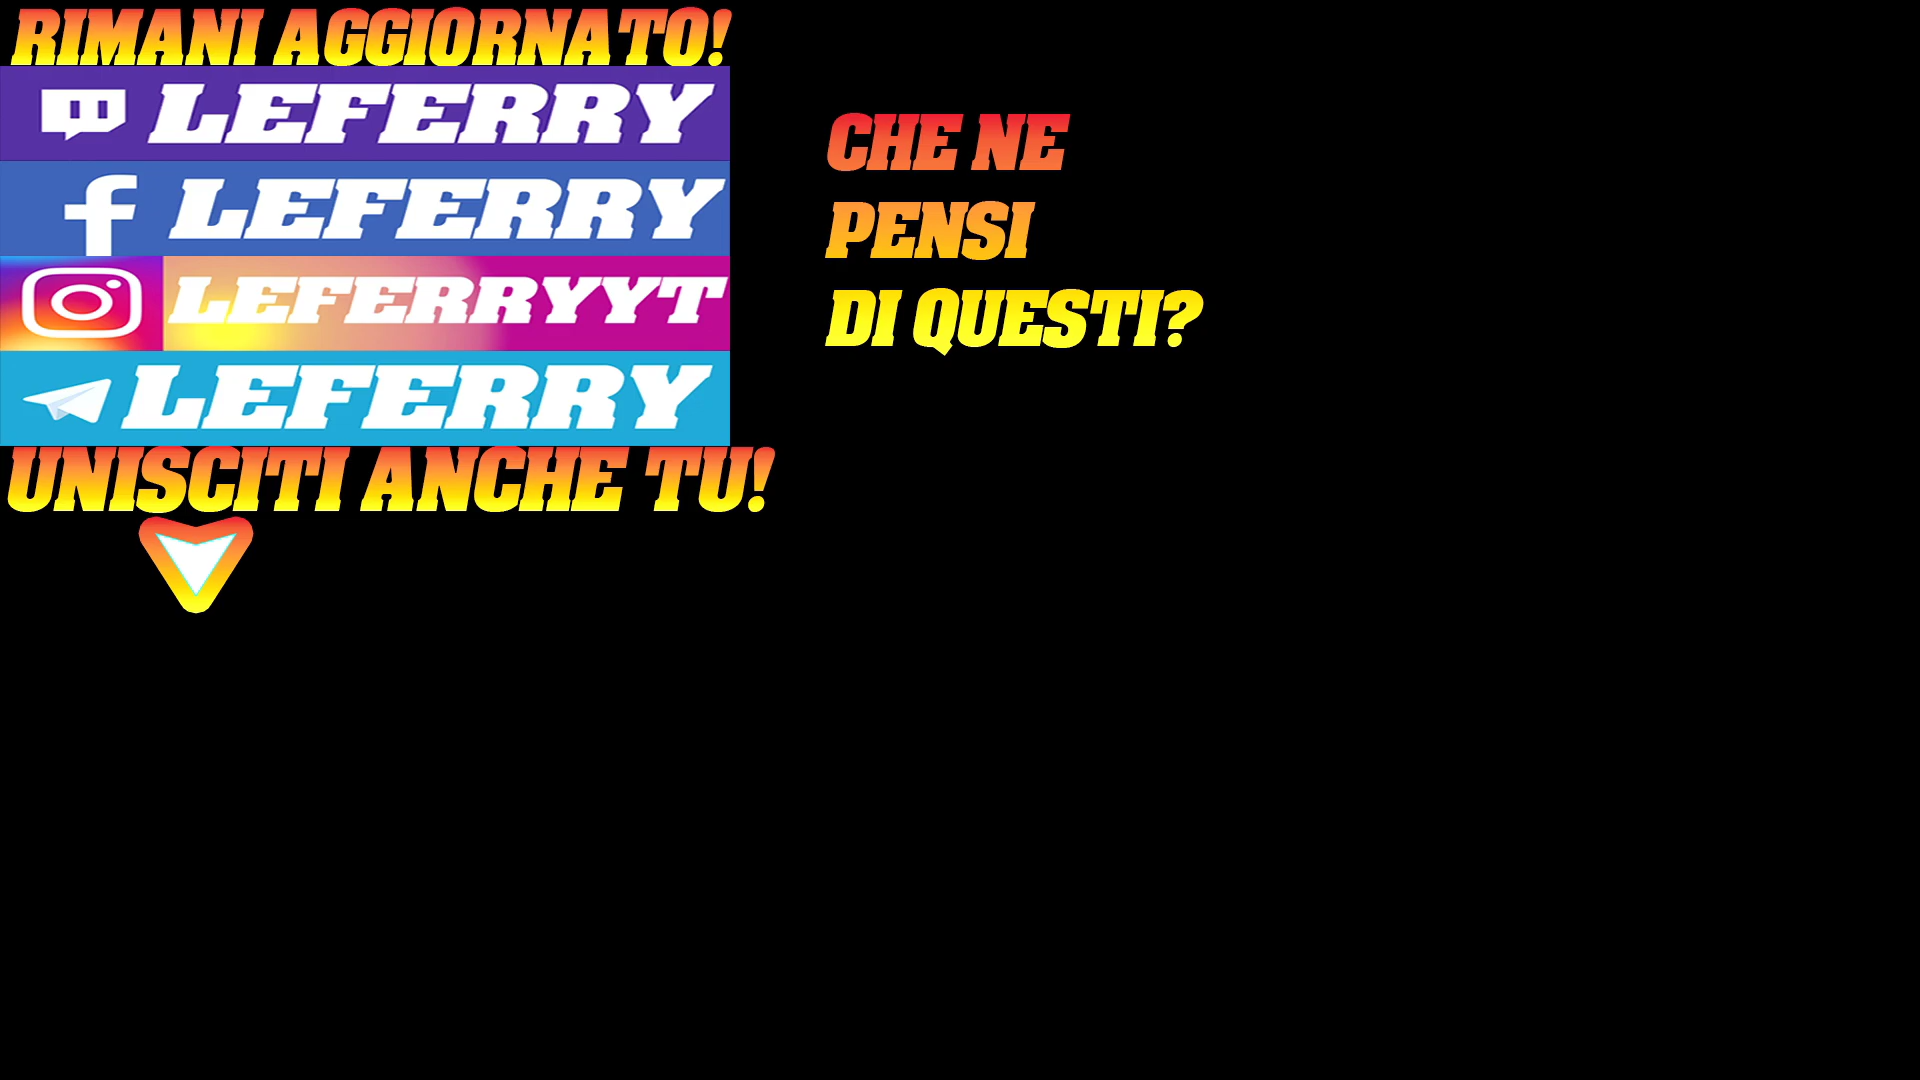 RIMANI AGGIORNATO!
LEFERRY
LEFERRY
LEFERRYYT
LEFERRY
UNISCITI ANCHE TU!
CHE NE
PENSI
DI QUESTI?